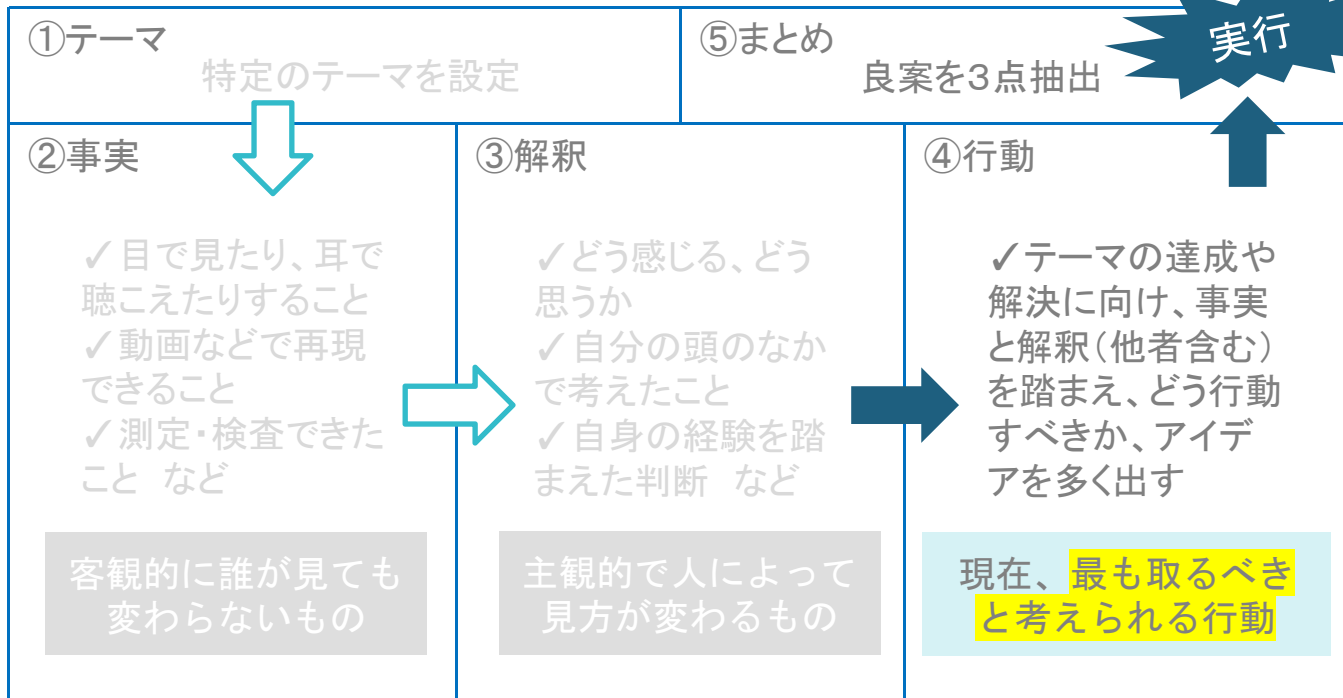 ①テーマ
特定のテーマを設定
⑤まとめ
良案を3点抽出
実行
②事実
✓目で見たり、耳で
聴こえたりすること
✓動画などで再現
できること
✓測定・検査できた
こと など
客観的に誰が見ても
変わらないもの
③解釈
✓どう感じる、どう
思うか
✓自分の頭のなか
で考えたこと
✓自身の経験を踏
まえた判断 など
主観的で人によって
見方が変わるもの
④行動
✓テーマの達成や
解決に向け、事実
と解釈(他者含む)
を踏まえ、どう行動
すべきか、アイデ
アを多く出す
現在、最も取るべき
と考えられる行動